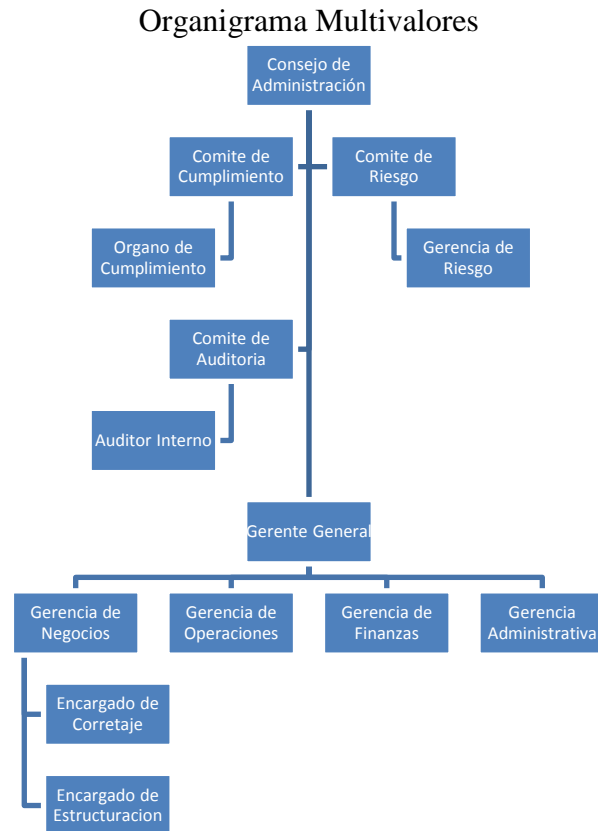 Organigrama Multivalores
Consejo de
Administración
Comite de
Cumplimiento
Comite de
Riesgo
Organo de
Cumplimiento
Gerencia de
Riesgo
Comite de
Auditoria
Auditor Interno
Gerente General
Gerencia de
Negocios
Gerencia de
Operaciones
Gerencia de
Finanzas
Gerencia
Administrativa
Encargado de
Corretaje
Encargado de
Estructuracion